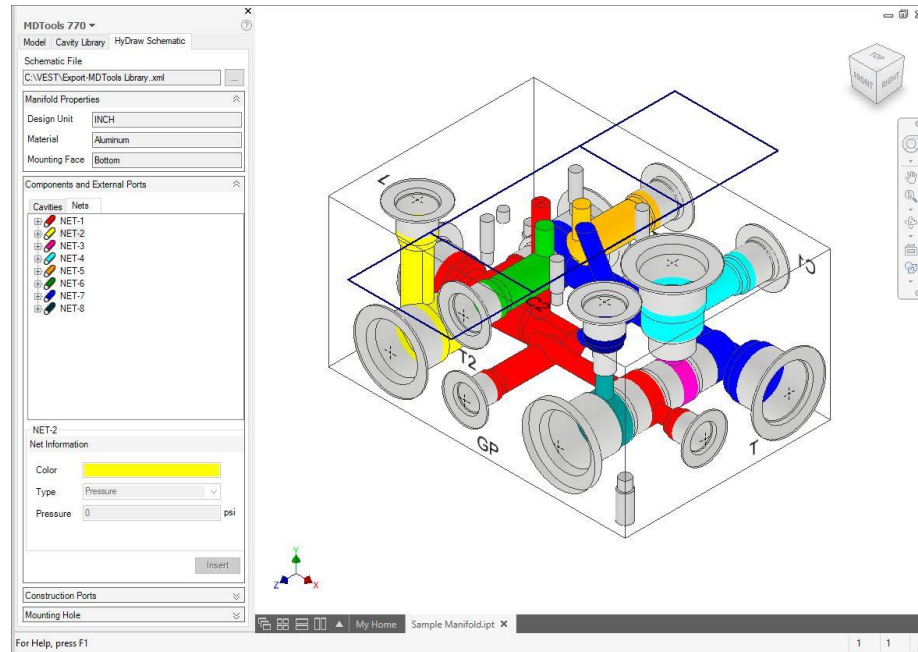 MDTools 770
Model Cavity Library HyDraw Schematic
Schematic File
C:\VEST\Export-MDTools Library..xml ...
Manifold Properties
Design Unit INCH
Material Aluminum
Mounting Face Bottom
Components and External Ports
Cavities Nets
NET-1
NET-2
NET-3
NET-4
NET-5
NET-6
NET-7
NET-8
NET-2
Net Information
Color
Type Pressure
Pressure 0 psi
Insert
Construction Ports
Mounting Hole
For Help, press F1
TOP
FRONT RIGHT
L
C1
C2
T2
GP
T
Y
Z X
My Home Sample Manifold.ipt
1 1